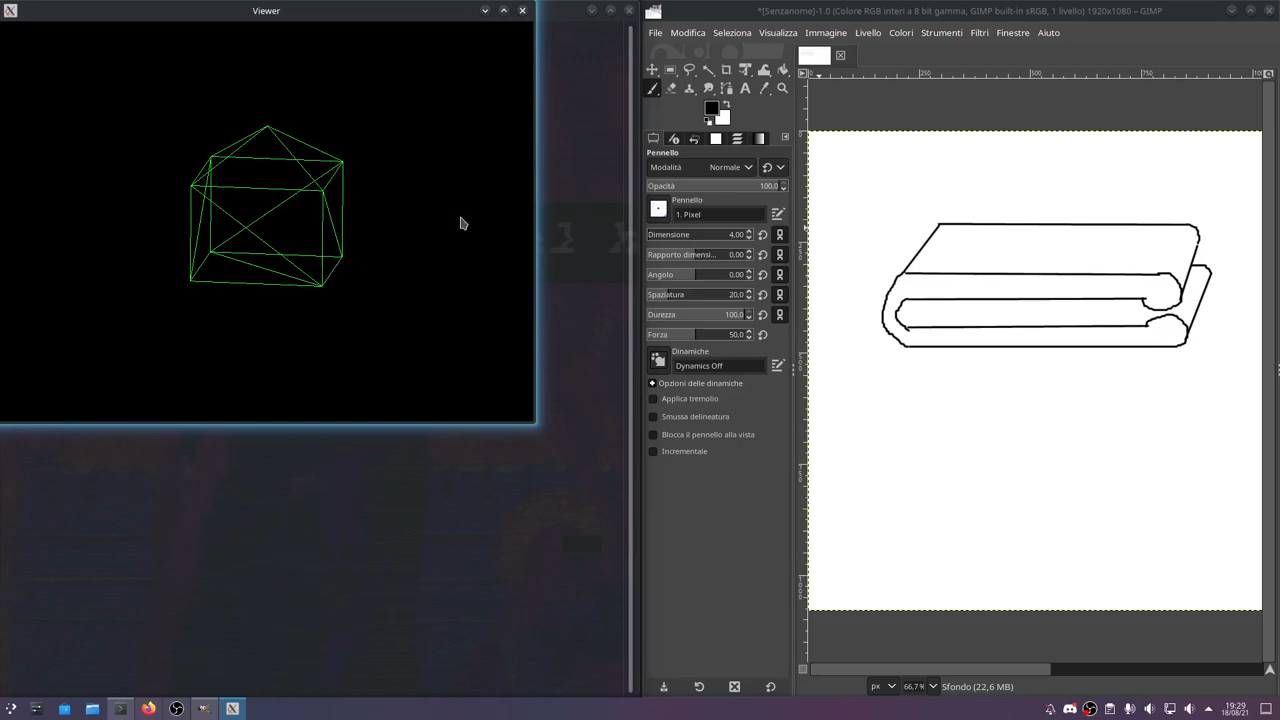 Viewer
*[Senzanome]-1.0 (Colore RGB interi a 8 bit gamma, GIMP built-in sRGB, 1 livello) 1920x1080 – GIMP
File Modifica Seleziona Visualizza Immagine Livello Colori Strumenti Filtri Finestre Aiuto
0 250 500 750
Pennello
Modalità Normale
Opacità 100,0
Pennello
1. Pixel
Dimensione 4,00
Rapporto dimensi... 0,00
Angolo 0,00
Spaziatura 20,0
Durezza 100,0
Forza 50,0
Dinamiche
Dynamics Off
Opzioni delle dinamiche
Applica tremolio
Smussa delineatura
Blocca il pennello alla vista
Incrementale
px 66,7% Sfondo (22,6 MB)
19:29
18/08/21